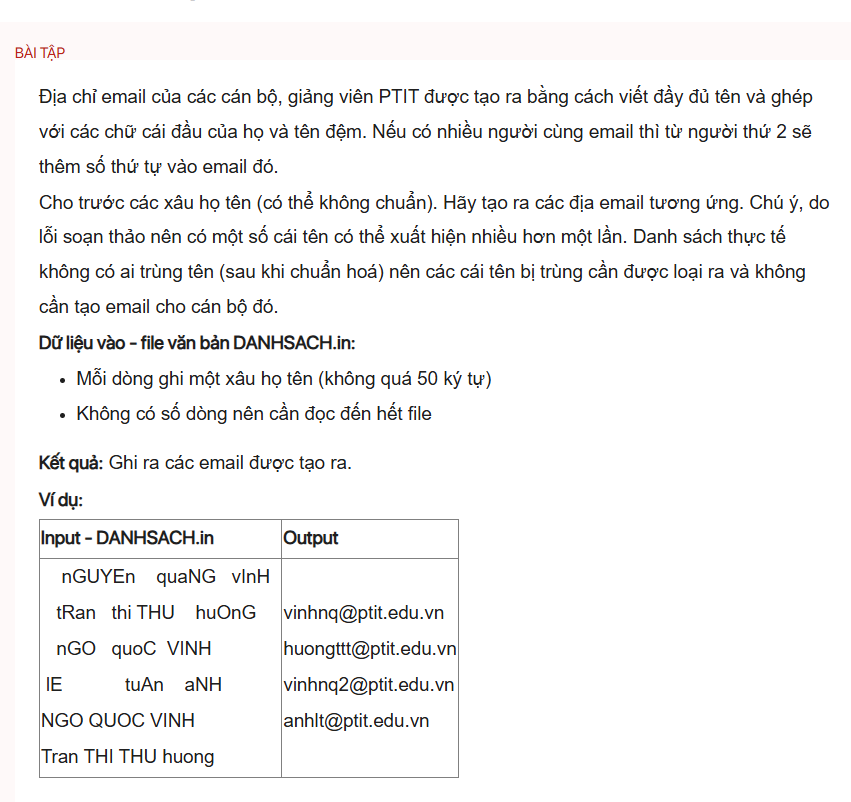 BÀI TẬP
Địa chỉ email của các cán bộ, giảng viên PTIT được tạo ra bằng cách viết đầy đủ tên và ghép
với các chữ cái đầu của họ và tên đệm. Nếu có nhiều người cùng email thì từ người thứ 2 sẽ
thêm số thứ tự vào email đó.
Cho trước các xâu họ tên (có thể không chuẩn). Hãy tạo ra các địa email tương ứng. Chú ý, do
lỗi soạn thảo nên có một số cái tên có thể xuất hiện nhiều hơn một lần. Danh sách thực tế
không có ai trùng tên (sau khi chuẩn hoá) nên các cái tên bị trùng cần được loại ra và không
cần tạo email cho cán bộ đó.
Dữ liệu vào - file văn bản DANHSACH.in:
• Mỗi dòng ghi một xâu họ tên (không quá 50 ký tự)
• Không có số dòng nên cần đọc đến hết file
Kết quả: Ghi ra các email được tạo ra.
Ví dụ:
Input - DANHSACH.in
nGUYEn quaNG vInH
tRan thi THU huOnG
nGO quoC VINH
lE tuAn aNH
NGO QUOC VINH
Tran THI THU huong
Output
vinhnq@ptit.edu.vn
huongttt@ptit.edu.vn
vinhnq2@ptit.edu.vn
anhlt@ptit.edu.vn